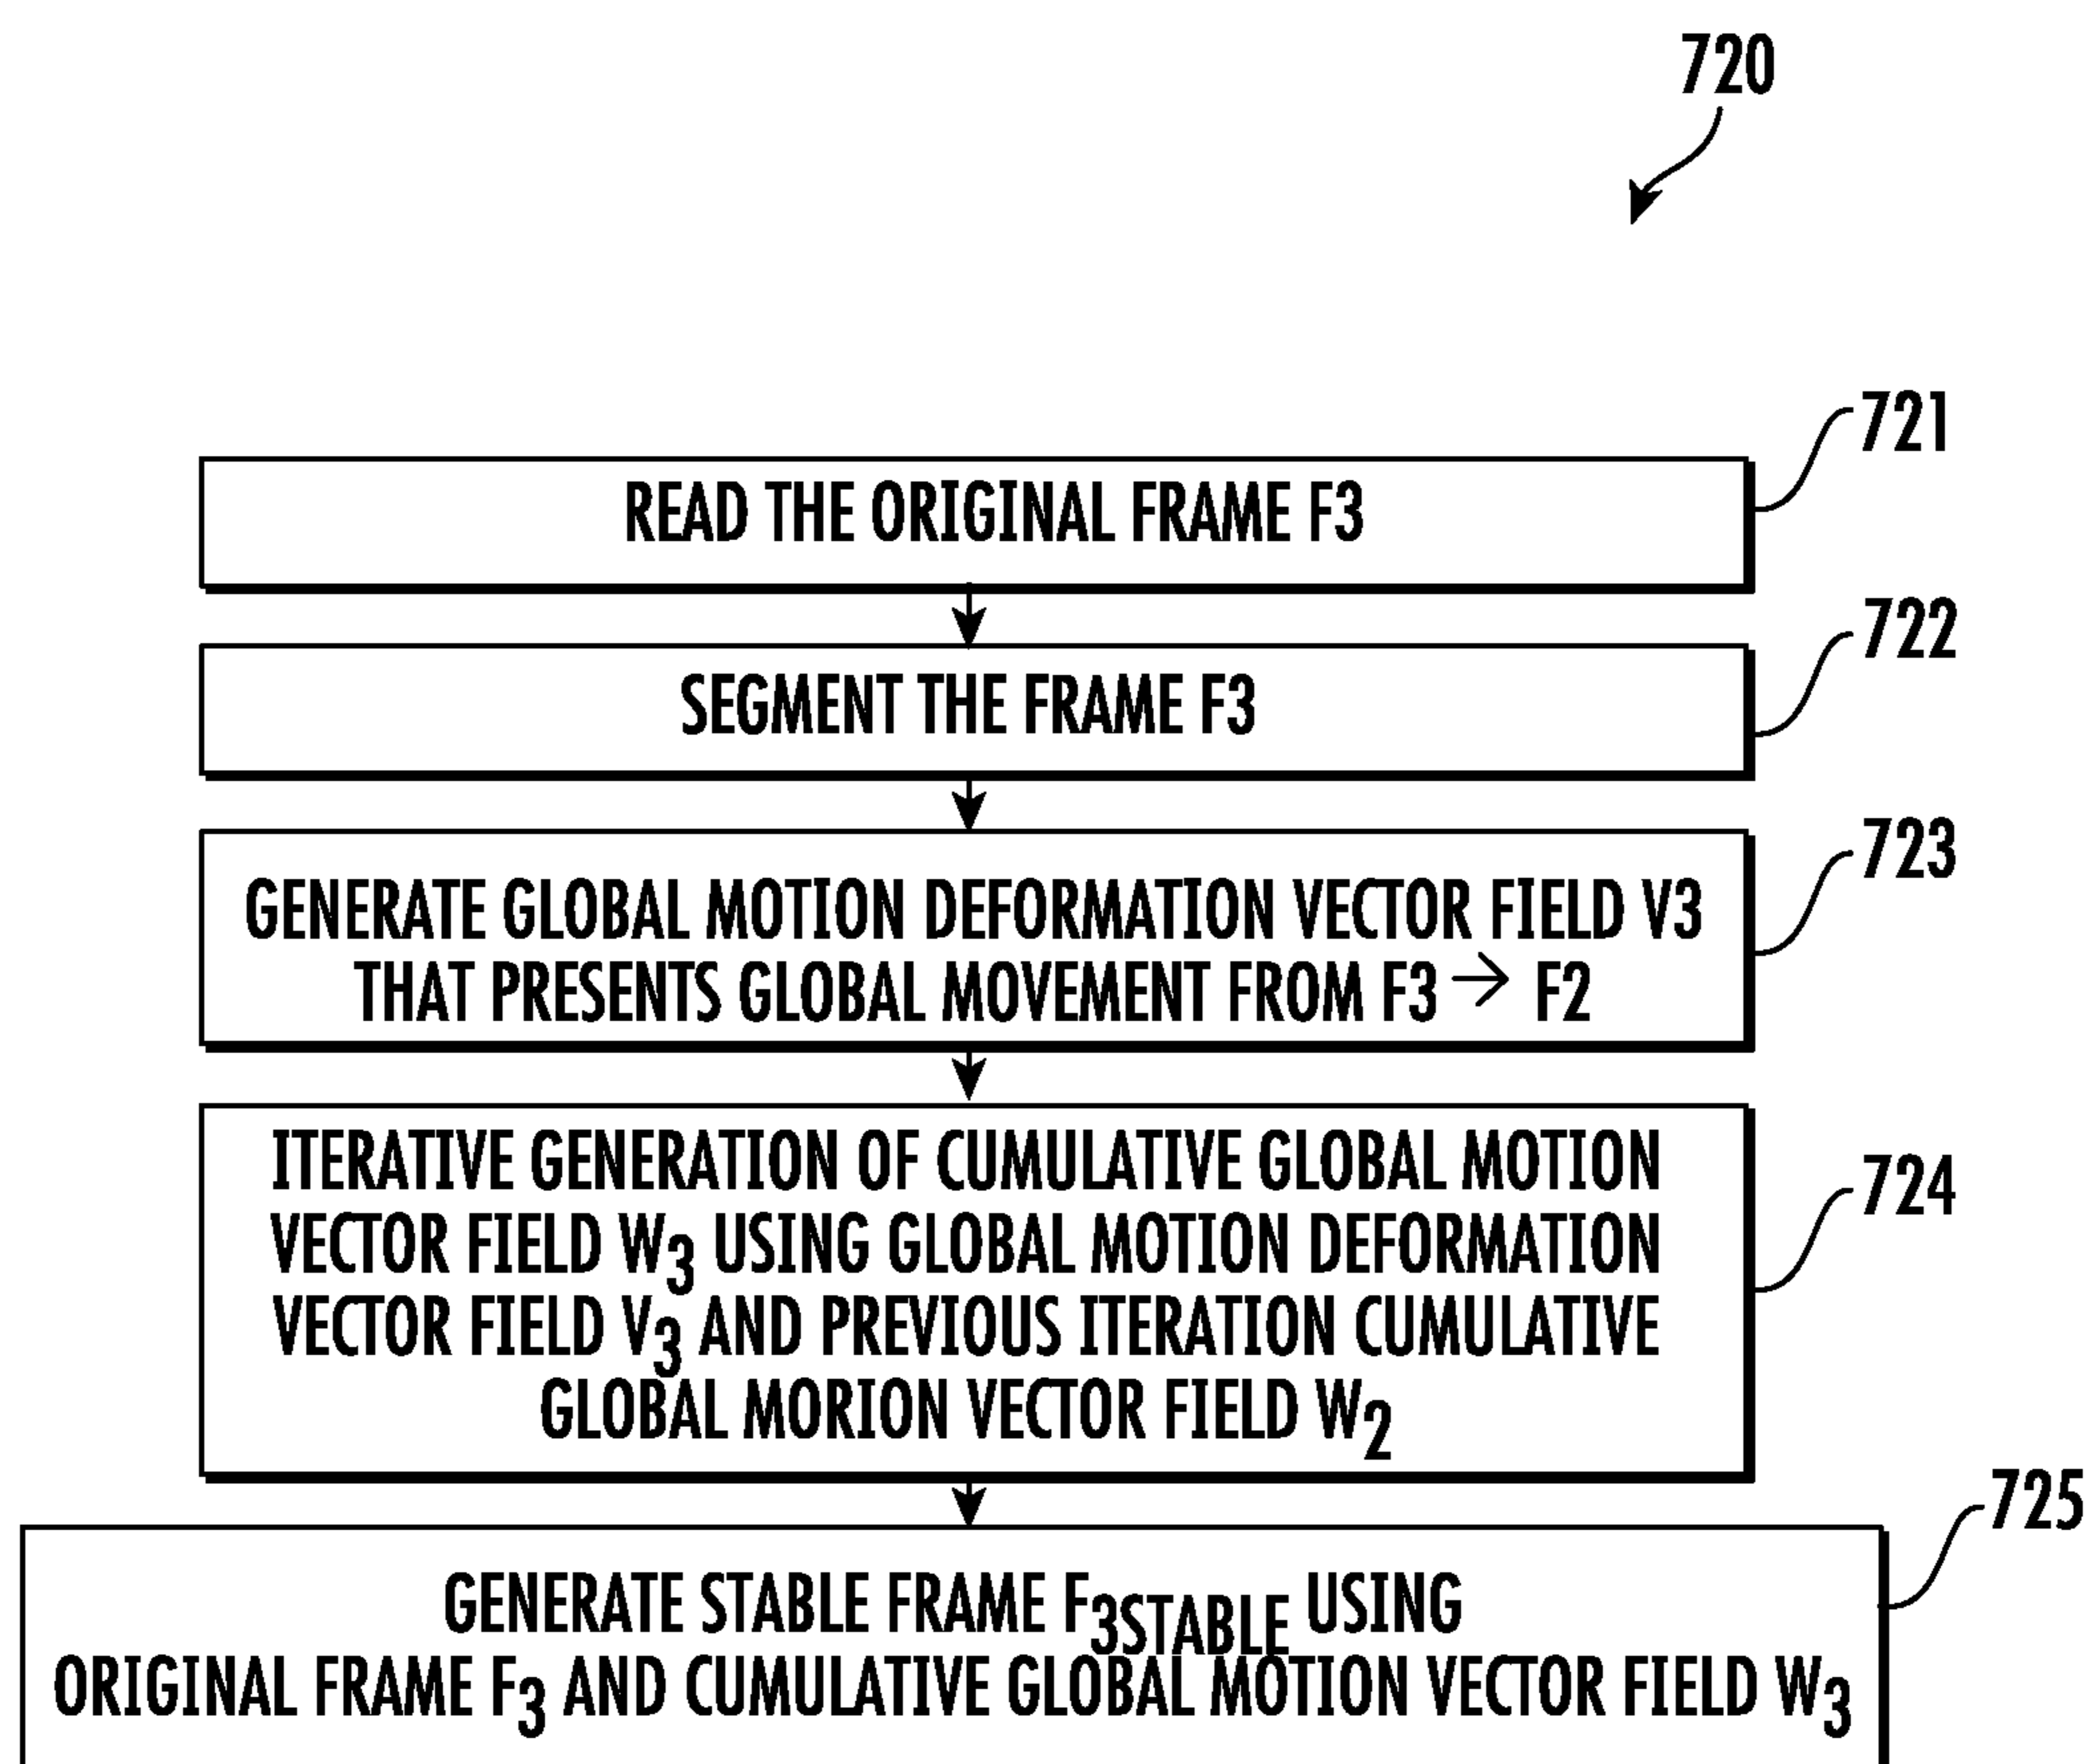 720
721
READ THE ORIGINAL FRAME F3
722
SEGMENT THE FRAME F3
723
GENERATE GLOBAL MOTION DEFORMATION VECTOR FIELD V3
THAT PRESENTS GLOBAL MOVEMENT FROM F3 → F2
724
ITERATIVE GENERATION OF CUMULATIVE GLOBAL MOTION
VECTOR FIELD W3 USING GLOBAL MOTION DEFORMATION
VECTOR FIELD V3 AND PREVIOUS ITERATION CUMULATIVE
GLOBAL MORION VECTOR FIELD W2
725
GENERATE STABLE FRAME F3STABLE USING
ORIGINAL FRAME F3 AND CUMULATIVE GLOBAL MOTION VECTOR FIELD W3